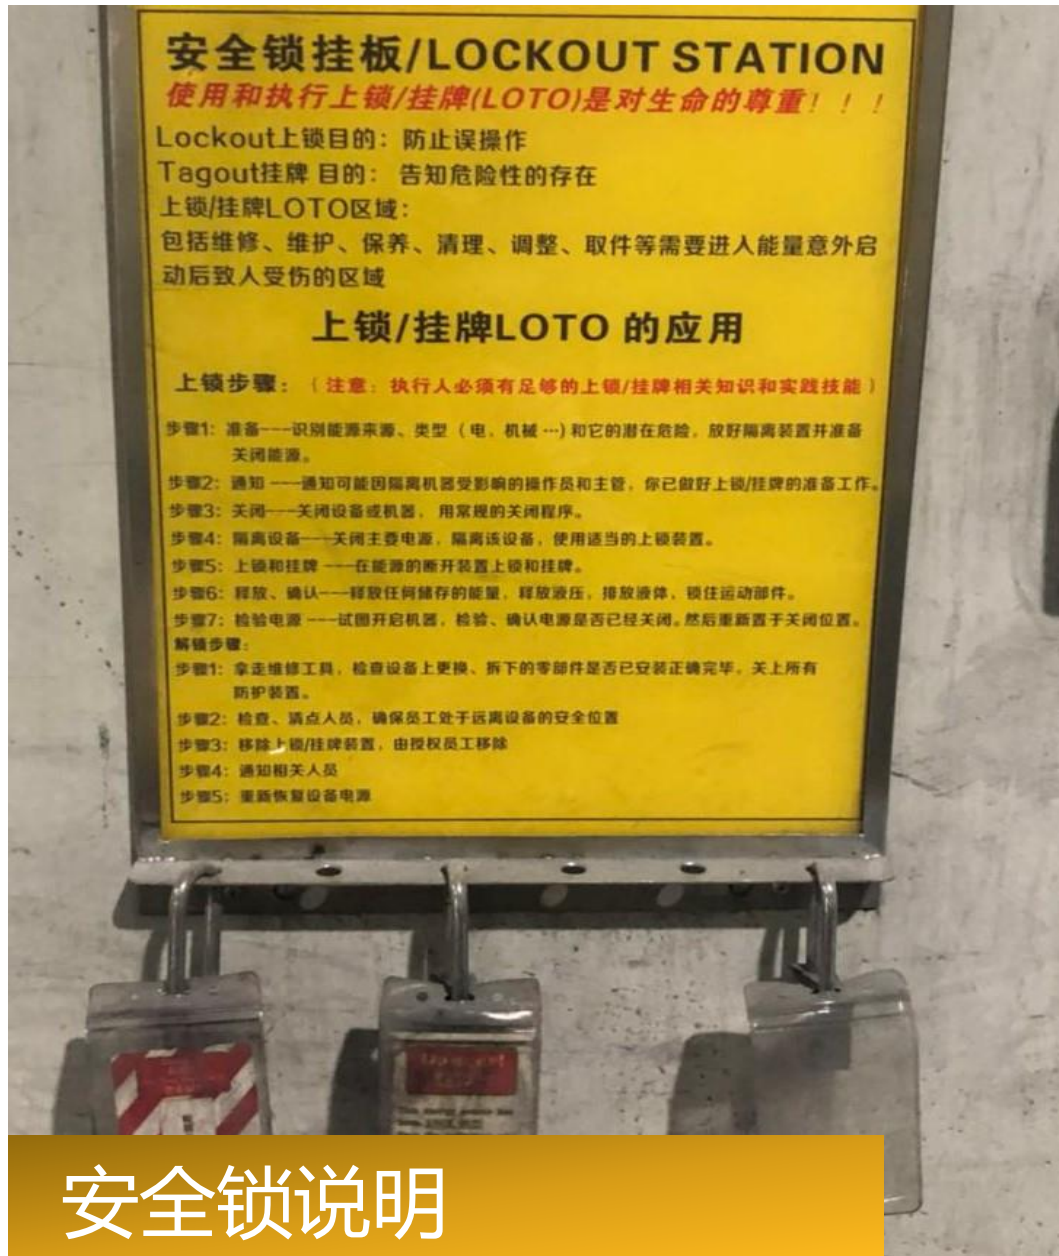 安全锁挂板/LOCKOUT STATION
使用和执行上锁/挂牌(LOTO)是对生命的尊重！！！
Lockout上锁目的：防止误操作
Tagout挂牌 目的： 告知危险性的存在
上锁/挂牌LOTO区域：
包括维修、维护、保养、清理、调整、取件等需要进入能量意外启
动后致人受伤的区域
上锁/挂牌LOTO 的应用
上锁步骤：（注意：执行人必须有足够的上锁/挂牌相关知识和实践技能）
步骤1：准备---识别能源来源、类型（电，机械 …）和它的潜在危险，放好隔离装置并准备
关闭能源。
步骤2：通知 ---通知可能因隔离机器受影响的操作员和主管，你已做好上锁/挂牌的准备工作。
步骤3：关闭---关闭设备或机器，用常规的关闭程序。
步骤4：隔离设备---关闭主要电源，隔离该设备，使用适当的上锁装置。
步骤5：上锁和挂牌 ---在能源的断开装置上锁和挂牌。
步骤6：释放、确认---释放任何储存的能量，释放液压，排放液体，锁住运动部件。
步骤7：检验电源 ---试图开启机器，检验、确认电源是否已经关闭。然后重新置于关闭位置。
解锁步骤：
步骤1：拿走维修工具，检查设备上更换、拆下的零部件是否已安装正确完毕，关上所有
防护装置。
步骤2：检查、清点人员，确保员工处于远离设备的安全位置
步骤3：移除上锁/挂牌装置，由授权员工移除
步骤4：通知相关人员
步骤5：重新恢复设备电源
安全锁说明